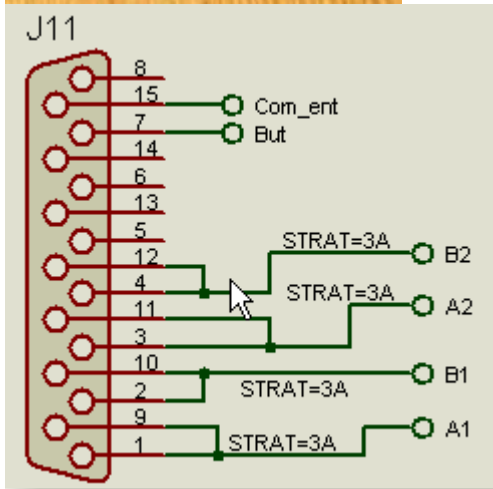 J11
8
15 Com_ent
7 But
14
6
13
5
STRAT=3A B2
12
4 STRAT=3A A2
11
3
10 B1
2 STRAT=3A
9 A1
1 STRAT=3A